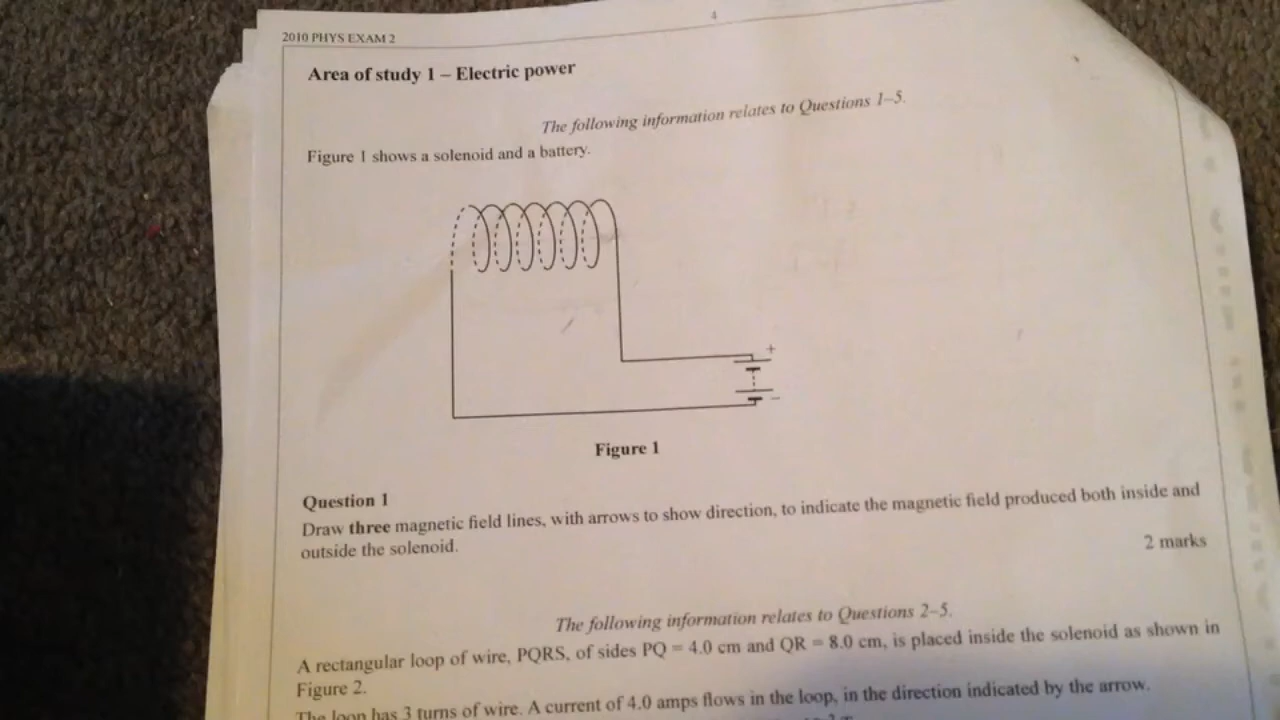 4
2010 PHYS EXAM 2
Area of study 1 – Electric power
The following information relates to Questions 1–5.
Figure 1 shows a solenoid and a battery.
+
–
Figure 1
Question 1
Draw three magnetic field lines, with arrows to show direction, to indicate the magnetic field produced both inside and
outside the solenoid.
2 marks
The following information relates to Questions 2–5.
A rectangular loop of wire, PQRS, of sides PQ = 4.0 cm and QR = 8.0 cm, is placed inside the solenoid as shown in
Figure 2.
The loop has 3 turns of wire. A current of 4.0 amps flows in the loop, in the direction indicated by the arrow.